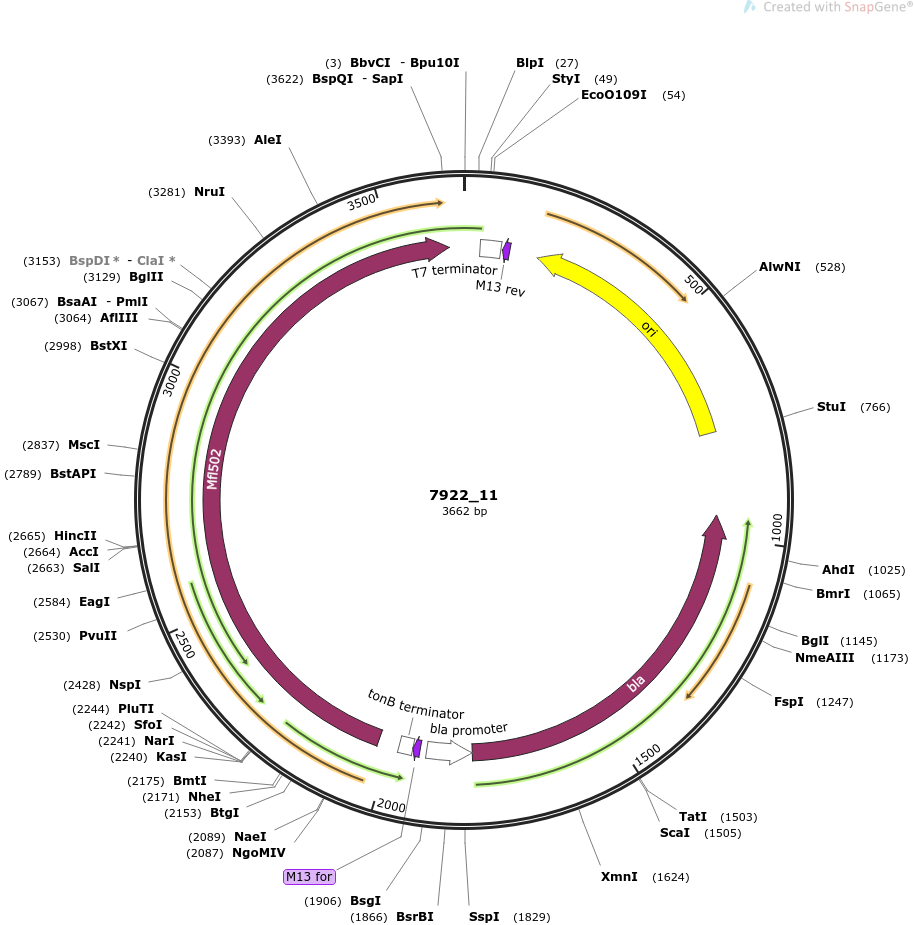 Created with SnapGene®
(3) BbvCI - Bpu10I
(3622) BspQI - SapI
BlpI (27)
StyI (49)
EcoO109I (54)
(3393) AleI
(3281) NruI
(3153) BspDI * - ClaI *
(3129) BglII
(3067) BsaAI - PmlI
(3064) AflIII
(2998) BstXI
(2837) MscI
(2789) BstAPI
(2665) HincII
(2664) AccI
(2663) SalI
(2584) EagI
(2530) PvuII
(2428) NspI
(2244) PluTI
(2242) SfoI
(2241) NarI
(2240) KasI
(2175) BmtI
(2171) NheI
(2153) BtgI
(2089) NaeI
(2087) NgoMIV
M13 for
(1906) BsgI
(1866) BsrBI
SspI (1829)
XmnI (1624)
ScaI (1505)
TatI (1503)
FspI (1247)
NmeAIII (1173)
BglI (1145)
BmrI (1065)
AhdI (1025)
StuI (766)
AlwNI (528)
500
1000
1500
2000
2500
3000
3500
T7 terminator
M13 rev
ori
Mfl502
7922_11
3662 bp
bla
tonB terminator
bla promoter